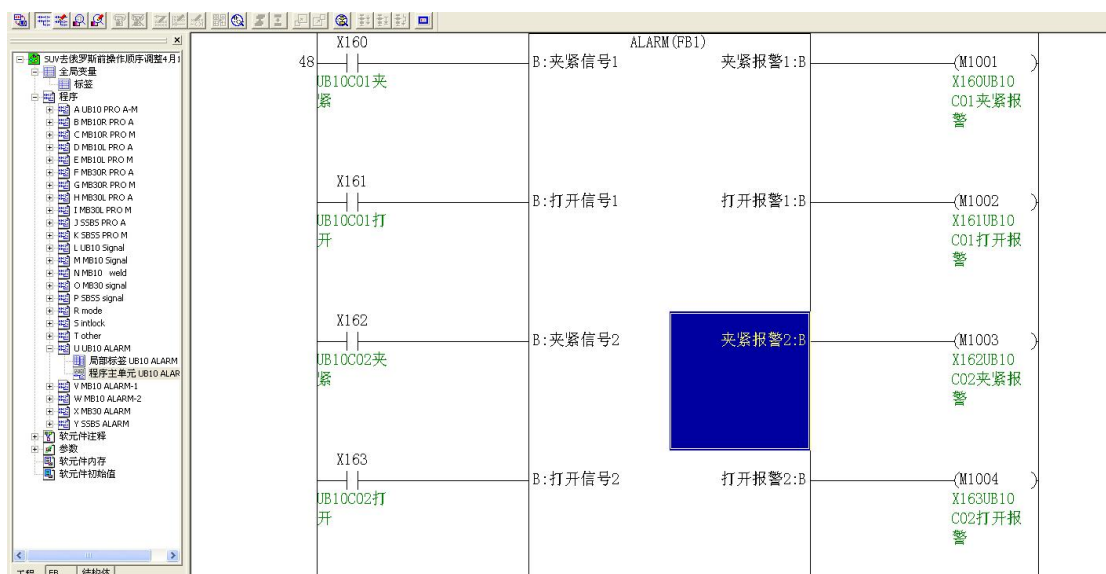 SUV去俄罗斯前操作顺序调整4月1
全局变量
标签
程序
A UB10 PRO A-M
B MB10R PRO A
C MB10R PRO M
D MB10L PRO A
E MB10L PRO M
F MB30R PRO A
G MB30R PRO M
H MB30L PRO A
I MB30L PRO M
J SSBS PRO A
K SBSS PRO M
L UB10 Signal
M MB10 Signal
N MB10 weld
O MB30 signal
P SBSS signal
R mode
S intlock
T other
U UB10 ALARM
局部标签 UB10 ALARM
程序主单元 UB10 ALAR
V MB10 ALARM-1
W MB10 ALARM-2
X MB30 ALARM
Y SSBS ALARM
软元件注释
参数
软元件内存
软元件初始值
工程 FB 结构体
ALARM(FB1)
X160
48
B:夹紧信号1 夹紧报警1:B
(M1001 )
UB10C01夹
紧
X160UB10
C01夹紧报
警
X161
B:打开信号1 打开报警1:B
(M1002 )
UB10C01打
开
X161UB10
C01打开报
警
X162
B:夹紧信号2 夹紧报警2:B
(M1003 )
UB10C02夹
紧
X162UB10
C02夹紧报
警
X163
B:打开信号2 打开报警2:B
(M1004 )
UB10C02打
开
X163UB10
C02打开报
警